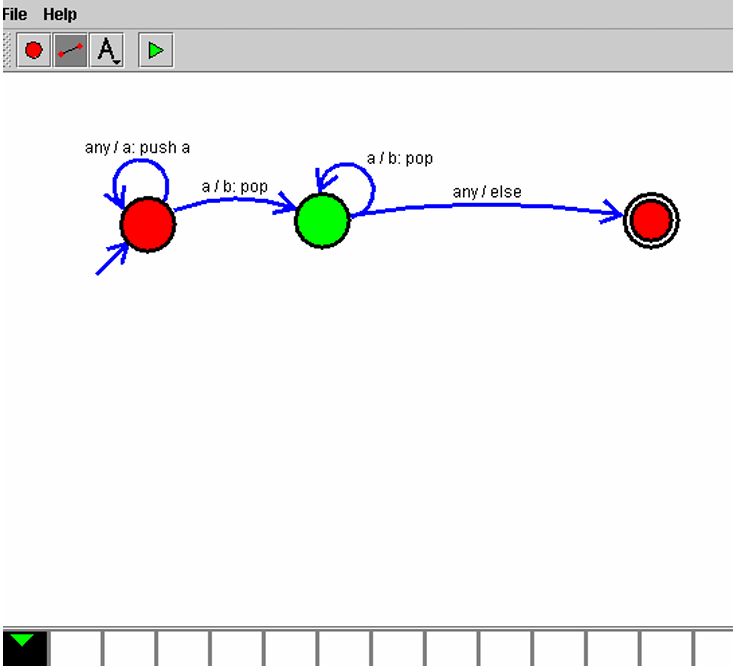 File Help
A
any / a: push a
a / b: pop
a / b: pop
any / else